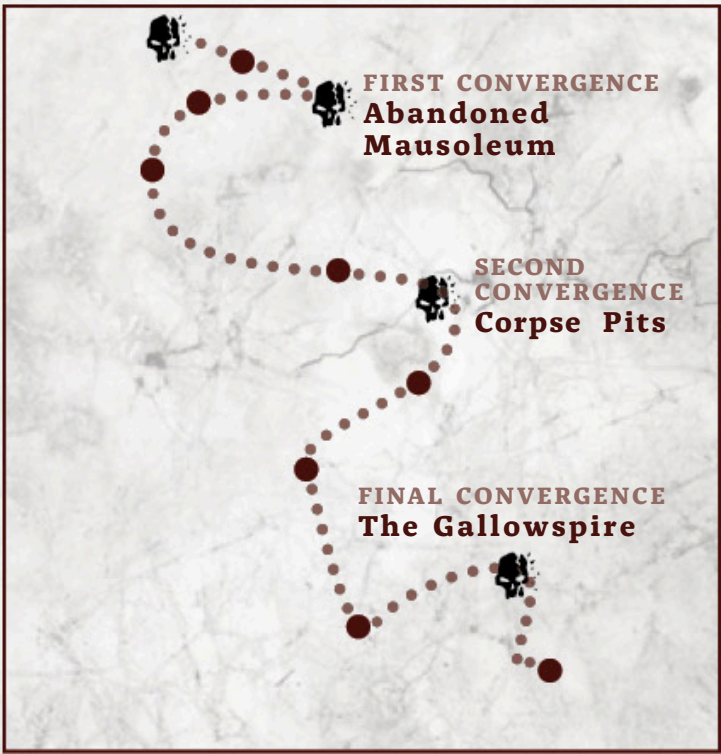 FIRST CONVERGENCE
Abandoned
Mausoleum
SECOND
CONVERGENCE
Corpse Pits
FINAL CONVERGENCE
The Gallowspire